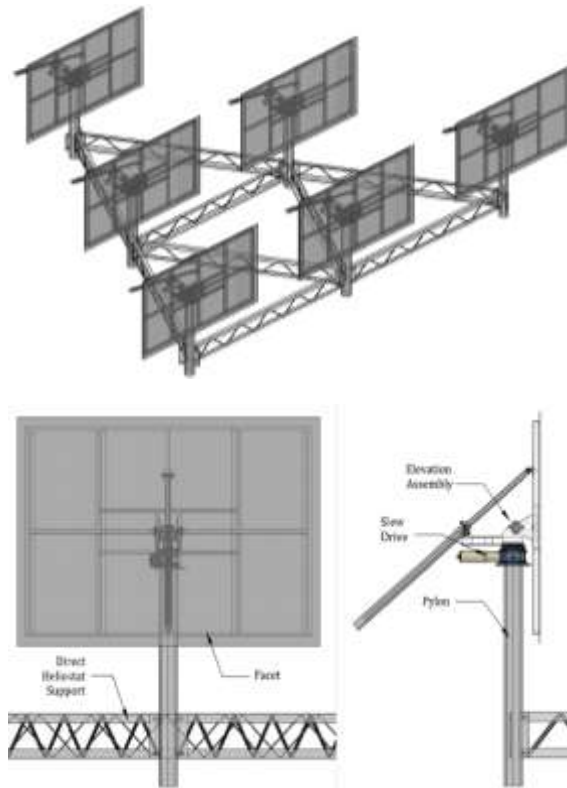 Elevation
Assembly
Slew
Drive
Pylon
Direct
Heliostat
Support
Facet